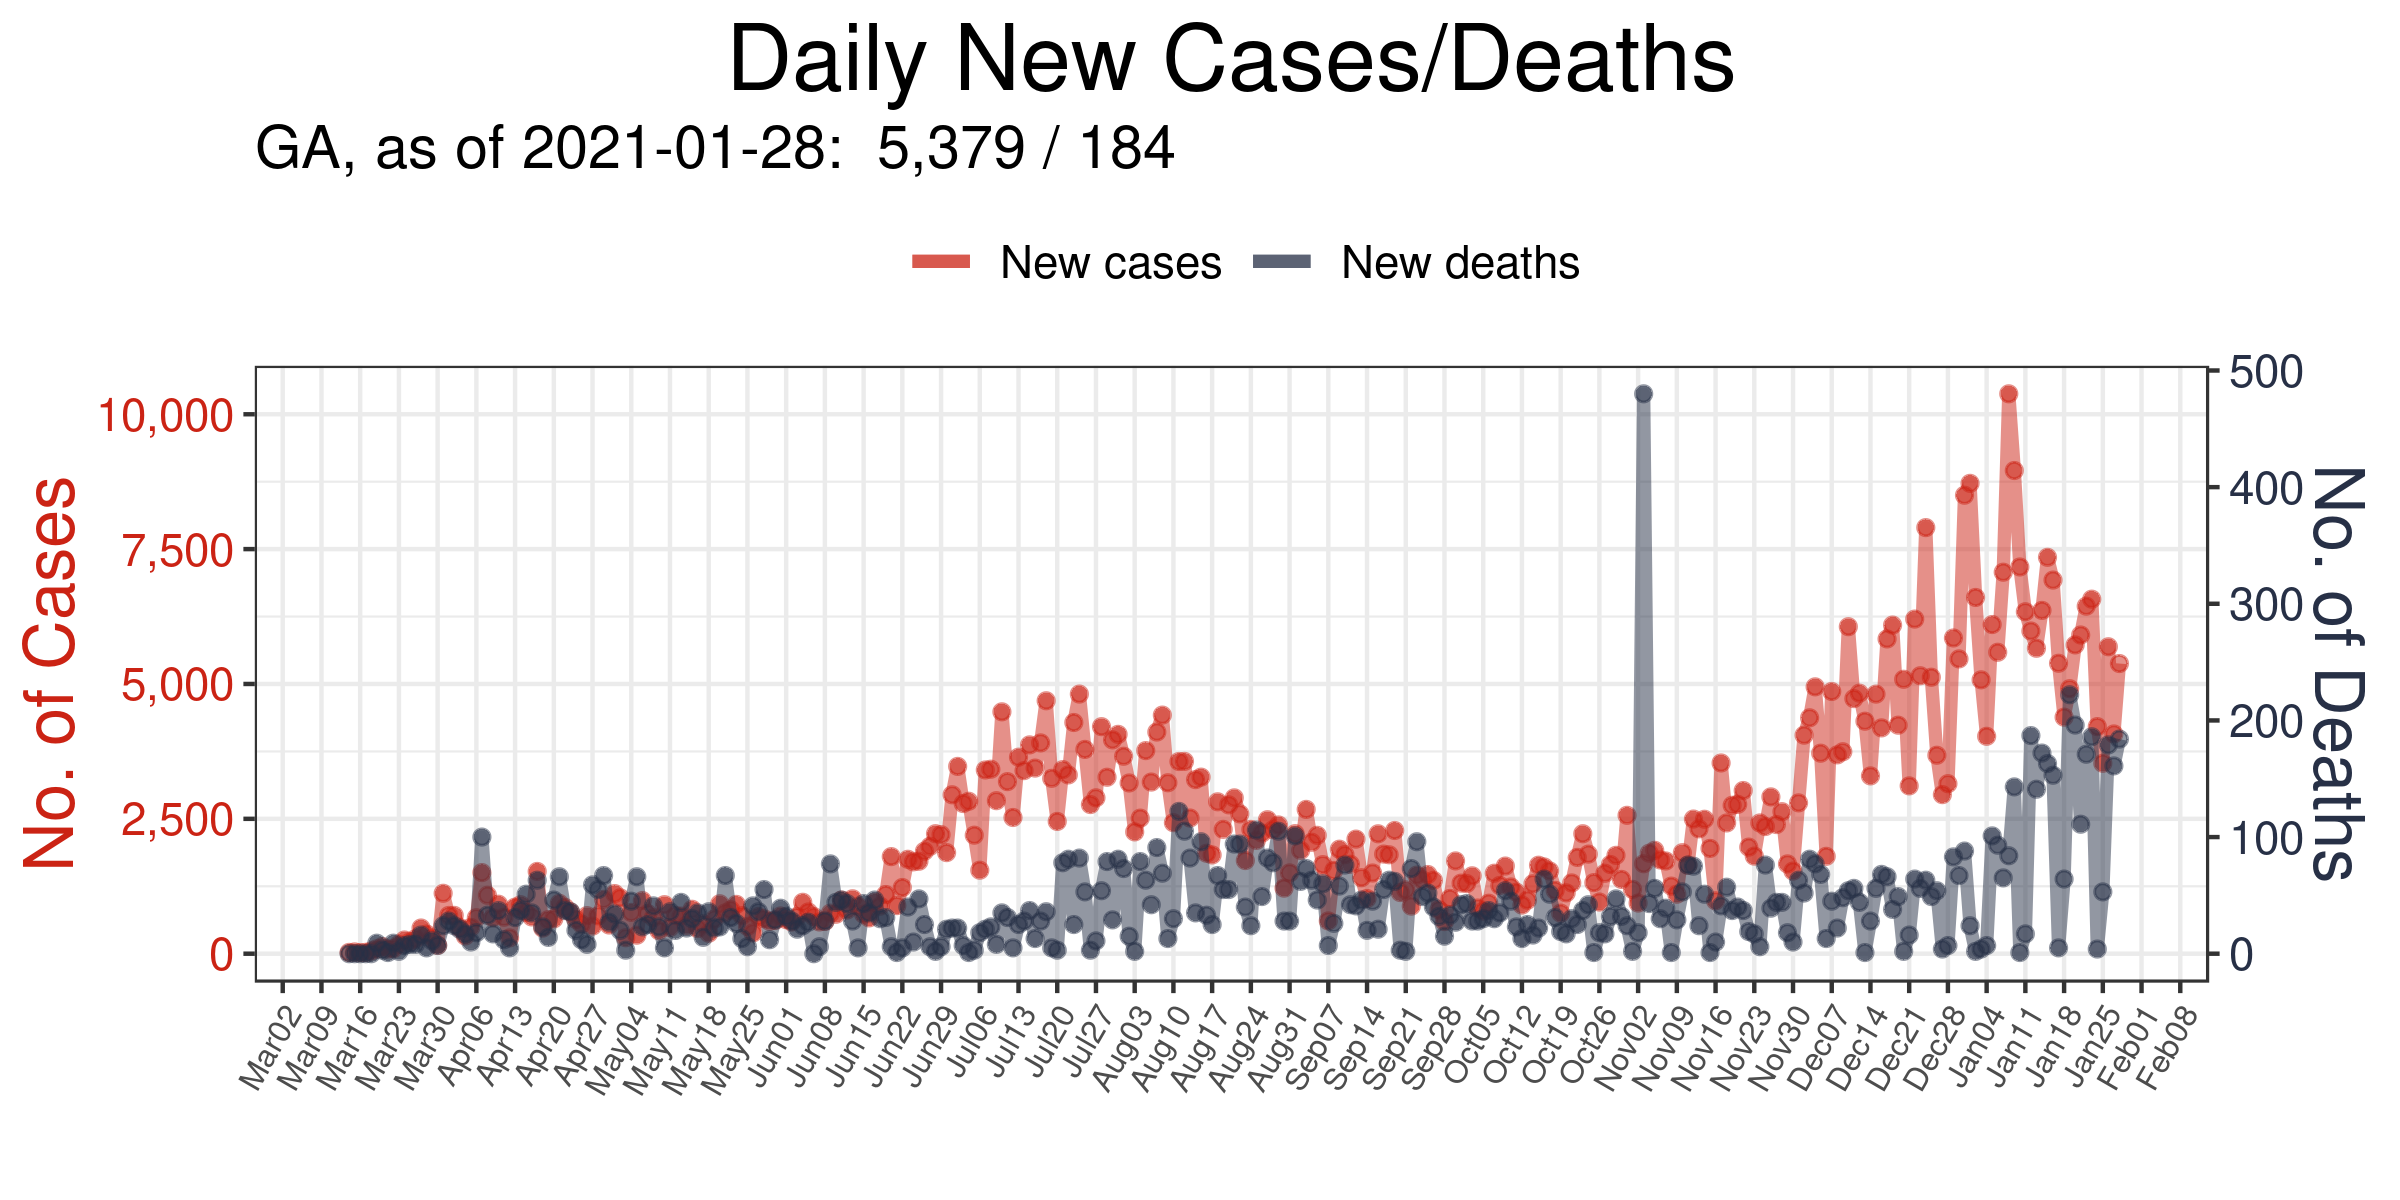 Daily New Cases/Deaths
GA, as of 2021-01-28:  5,379 / 184
New cases
New deaths
No. of Cases
10,000
7,500
5,000
2,500
0
500
400
300
200
100
0
No. of Deaths
Mar02
Mar09
Mar16
Mar23
Mar30
Apr06
Apr13
Apr20
Apr27
May04
May11
May18
May25
Jun01
Jun08
Jun15
Jun22
Jun29
Jul06
Jul13
Jul20
Jul27
Aug03
Aug10
Aug17
Aug24
Aug31
Sep07
Sep14
Sep21
Sep28
Oct05
Oct12
Oct19
Oct26
Nov02
Nov09
Nov16
Nov23
Nov30
Dec07
Dec14
Dec21
Dec28
Dec04
Jan11
Jan18
Jan25
Feb01
Feb08